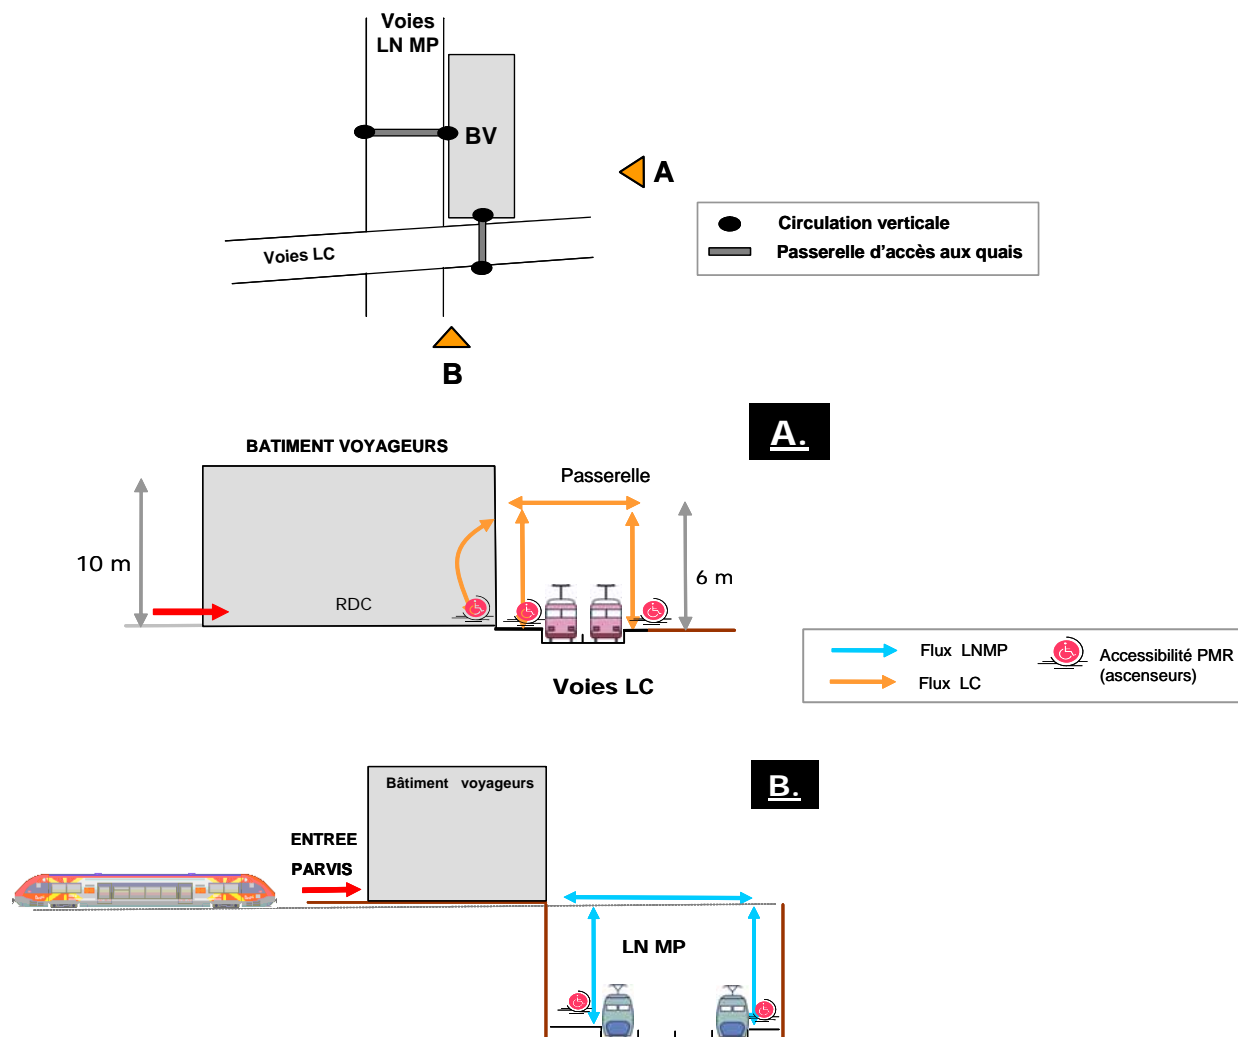 Voies
LN MP
BV
A
Voies LC
B
Circulation verticale
Passerelle d'accès aux quais
A.
BATIMENT VOYAGEURS
Passerelle
10 m
6 m
RDC
Voies LC
Flux LNMP
Flux LC
Accessibilité PMR
(ascenseurs)
B.
Bâtiment voyageurs
ENTREE
PARVIS
LN MP